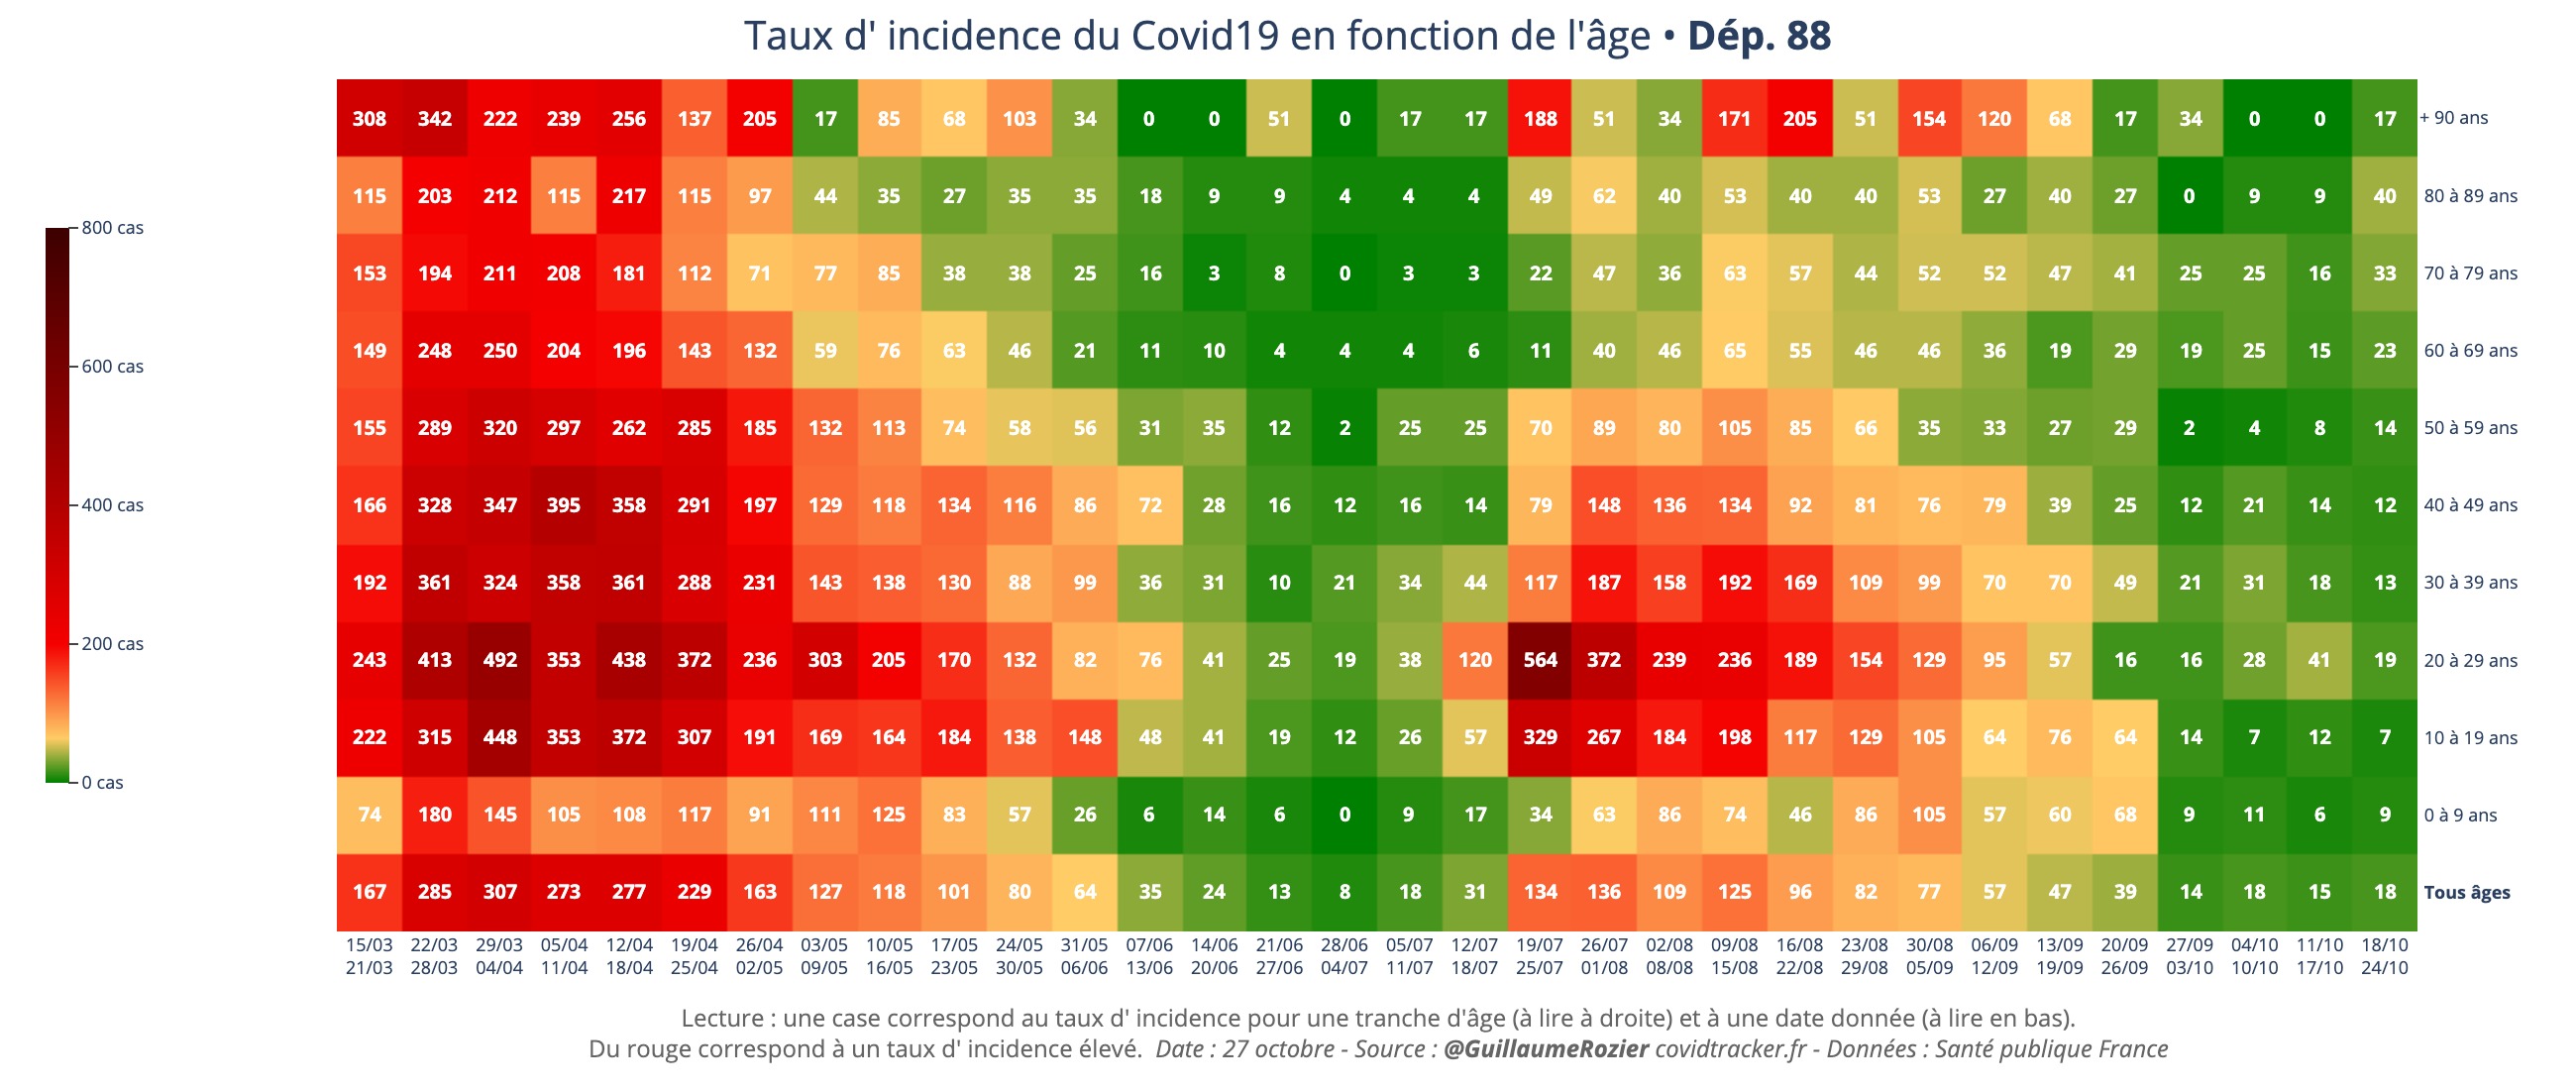 Taux d' incidence du Covid19 en fonction de l'âge • Dép. 88
800 cas
600 cas
400 cas
200 cas
0 cas
308 342 222 239 256 137 205 17 85 68 103 34 0 0 51 0 17 17 188 51 34 171 205 51 154 120 68 17 34 0 0 17 + 90 ans
115 203 212 115 217 115 97 44 35 27 35 35 18 9 9 4 4 4 49 62 40 53 40 40 53 27 40 27 0 9 9 40 80 à 89 ans
153 194 211 208 181 112 71 77 85 38 38 25 16 3 8 0 3 3 22 47 36 63 57 44 52 52 47 41 25 25 16 33 70 à 79 ans
149 248 250 204 196 143 132 59 76 63 46 21 11 10 4 4 4 6 11 40 46 65 55 46 46 36 19 29 19 25 15 23 60 à 69 ans
155 289 320 297 262 285 185 132 113 74 58 56 31 35 12 2 25 25 70 89 80 105 85 66 35 33 27 29 2 4 8 14 50 à 59 ans
166 328 347 395 358 291 197 129 118 134 116 86 72 28 16 12 16 14 79 148 136 134 92 81 76 79 39 25 12 21 14 12 40 à 49 ans
192 361 324 358 361 288 231 143 138 130 88 99 36 31 10 21 34 44 117 187 158 192 169 109 99 70 70 49 21 31 18 13 30 à 39 ans
243 413 492 353 438 372 236 303 205 170 132 82 76 41 25 19 38 120 564 372 239 236 189 154 129 95 57 16 16 28 41 19 20 à 29 ans
222 315 448 353 372 307 191 169 164 184 138 148 48 41 19 12 26 57 329 267 184 198 117 129 105 64 76 64 14 7 12 7 10 à 19 ans
74 180 145 105 108 117 91 111 125 83 57 26 6 14 6 0 9 17 34 63 86 74 46 86 105 57 60 68 9 11 6 9 0 à 9 ans
167 285 307 273 277 229 163 127 118 101 80 64 35 24 13 8 18 31 134 136 109 125 96 82 77 57 47 39 14 18 15 18 Tous âges
15/03 22/03 29/03 05/04 12/04 19/04 26/04 03/05 10/05 17/05 24/05 31/05 07/06 14/06 21/06 28/06 05/07 12/07 19/07 26/07 02/08 09/08 16/08 23/08 30/08 06/09 13/09 20/09 27/09 04/10 11/10 18/10
21/03 28/03 04/04 11/04 18/04 25/04 02/05 09/05 16/05 23/05 30/05 06/06 13/06 20/06 27/06 04/07 11/07 18/07 25/07 01/08 08/08 15/08 22/08 29/08 05/09 12/09 19/09 26/09 03/10 10/10 17/10 24/10
Lecture : une case correspond au taux d' incidence pour une tranche d'âge (à lire à droite) et à une date donnée (à lire en bas).
Du rouge correspond à un taux d' incidence élevé. Date : 27 octobre - Source : @GuillaumeRozier covidtracker.fr - Données : Santé publique France